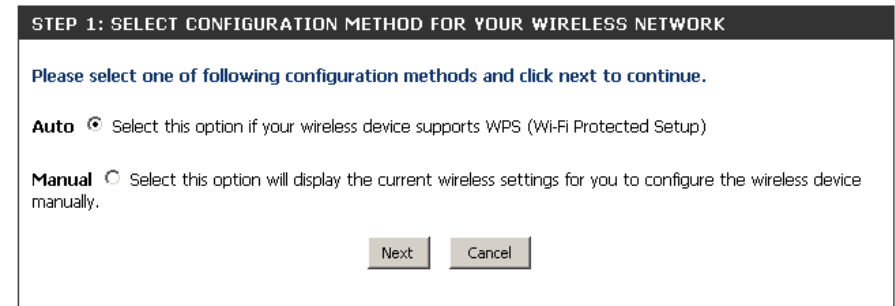 STEP 1: SELECT CONFIGURATION METHOD FOR YOUR WIRELESS NETWORK
Please select one of following configuration methods and click next to continue.
Auto Select this option if your wireless device supports WPS (Wi-Fi Protected Setup)
Manual Select this option will display the current wireless settings for you to configure the wireless device
manually.
Next Cancel